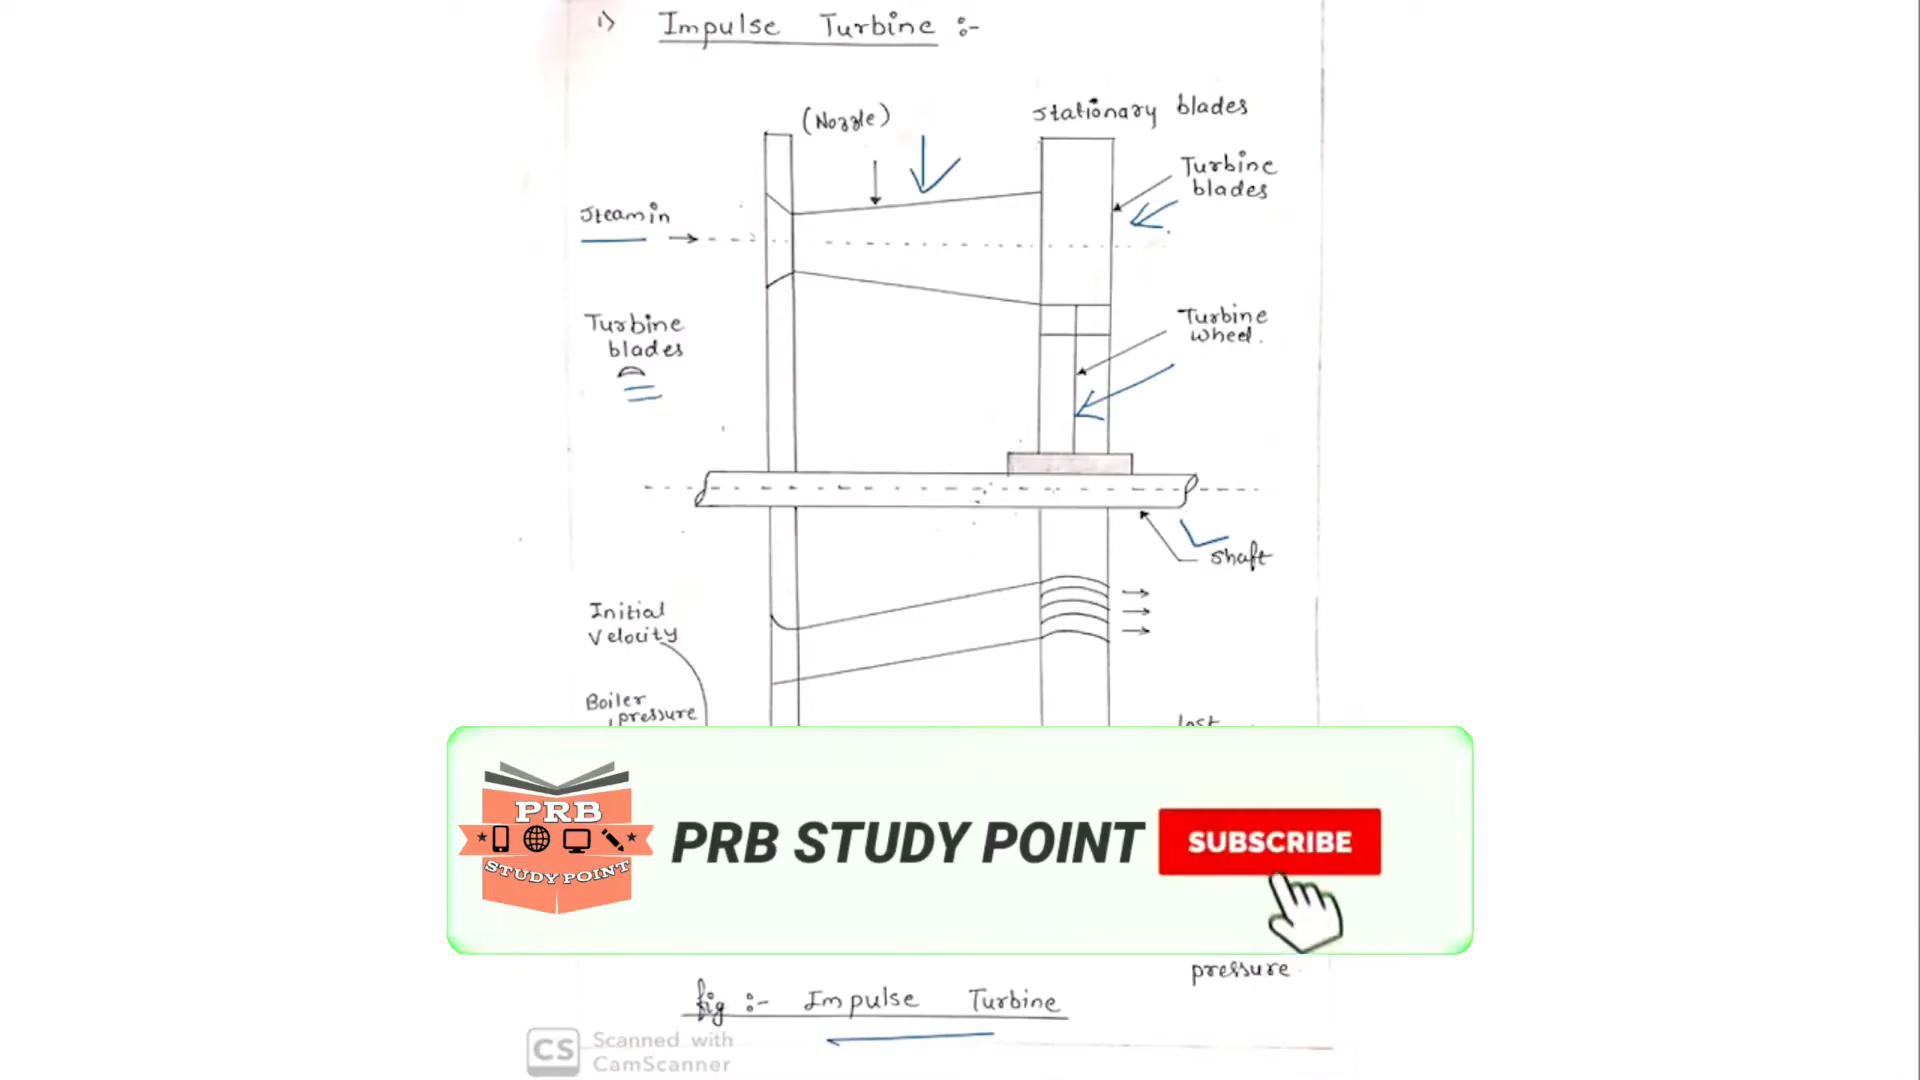 1) Impulse Turbine :-
(Nozzle)
Stationary blades
Turbine
blades
Steam in
Turbine
blades
Turbine
wheel.
Shaft
Initial
Velocity
Boiler
pressure
PRB
STUDY POINT
PRB STUDY POINT
SUBSCRIBE
pressure
fig :- Impulse Turbine
CS
Scanned with
CamScanner